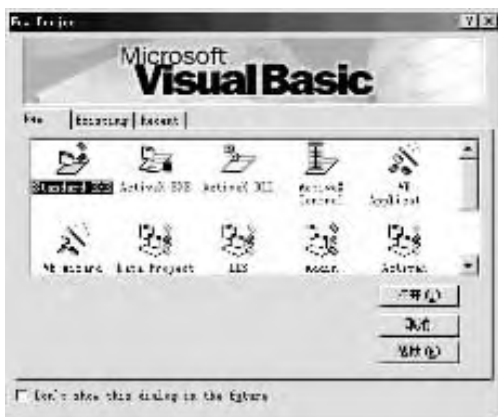 New Project
Microsoft
Visual Basic
New Existing Recent
Standard EXE ActiveX EXE ActiveX DLL ActiveX Control VB Applicat
VB Wizard Data Project IIS Addin ActiveX
打开(O)
取消
帮助(H)
Don't show this dialog in the future